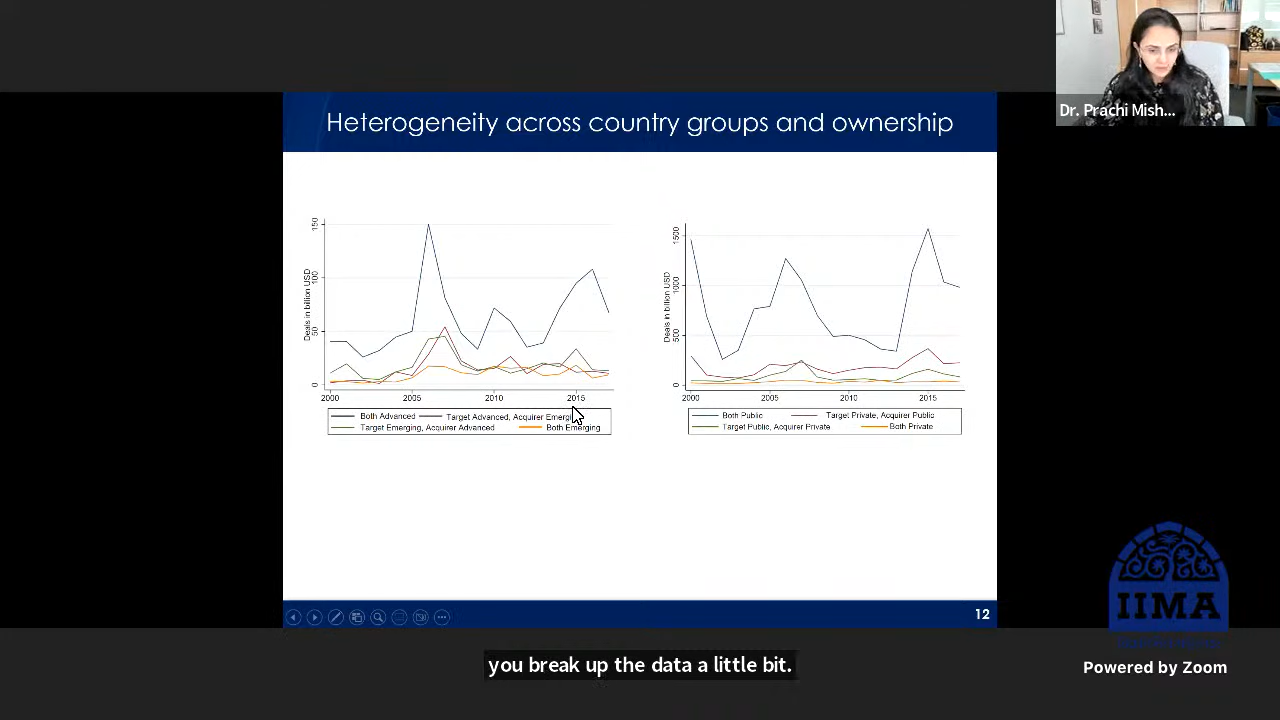 Dr. Prachi Mish...
Heterogeneity across country groups and ownership
150
100
50
0
Deals in billion USD
2000 2005 2010 2015
Both Advanced Target Advanced, Acquirer Emergi
Target Emerging, Acquirer Advanced Both Emerging
1500
1000
500
0
Deals in billion USD
2000 2005 2010 2015
Both Public Target Private, Acquirer Public
Target Public, Acquirer Private Both Private
12
IIMA
you break up the data a little bit.
Powered by Zoom